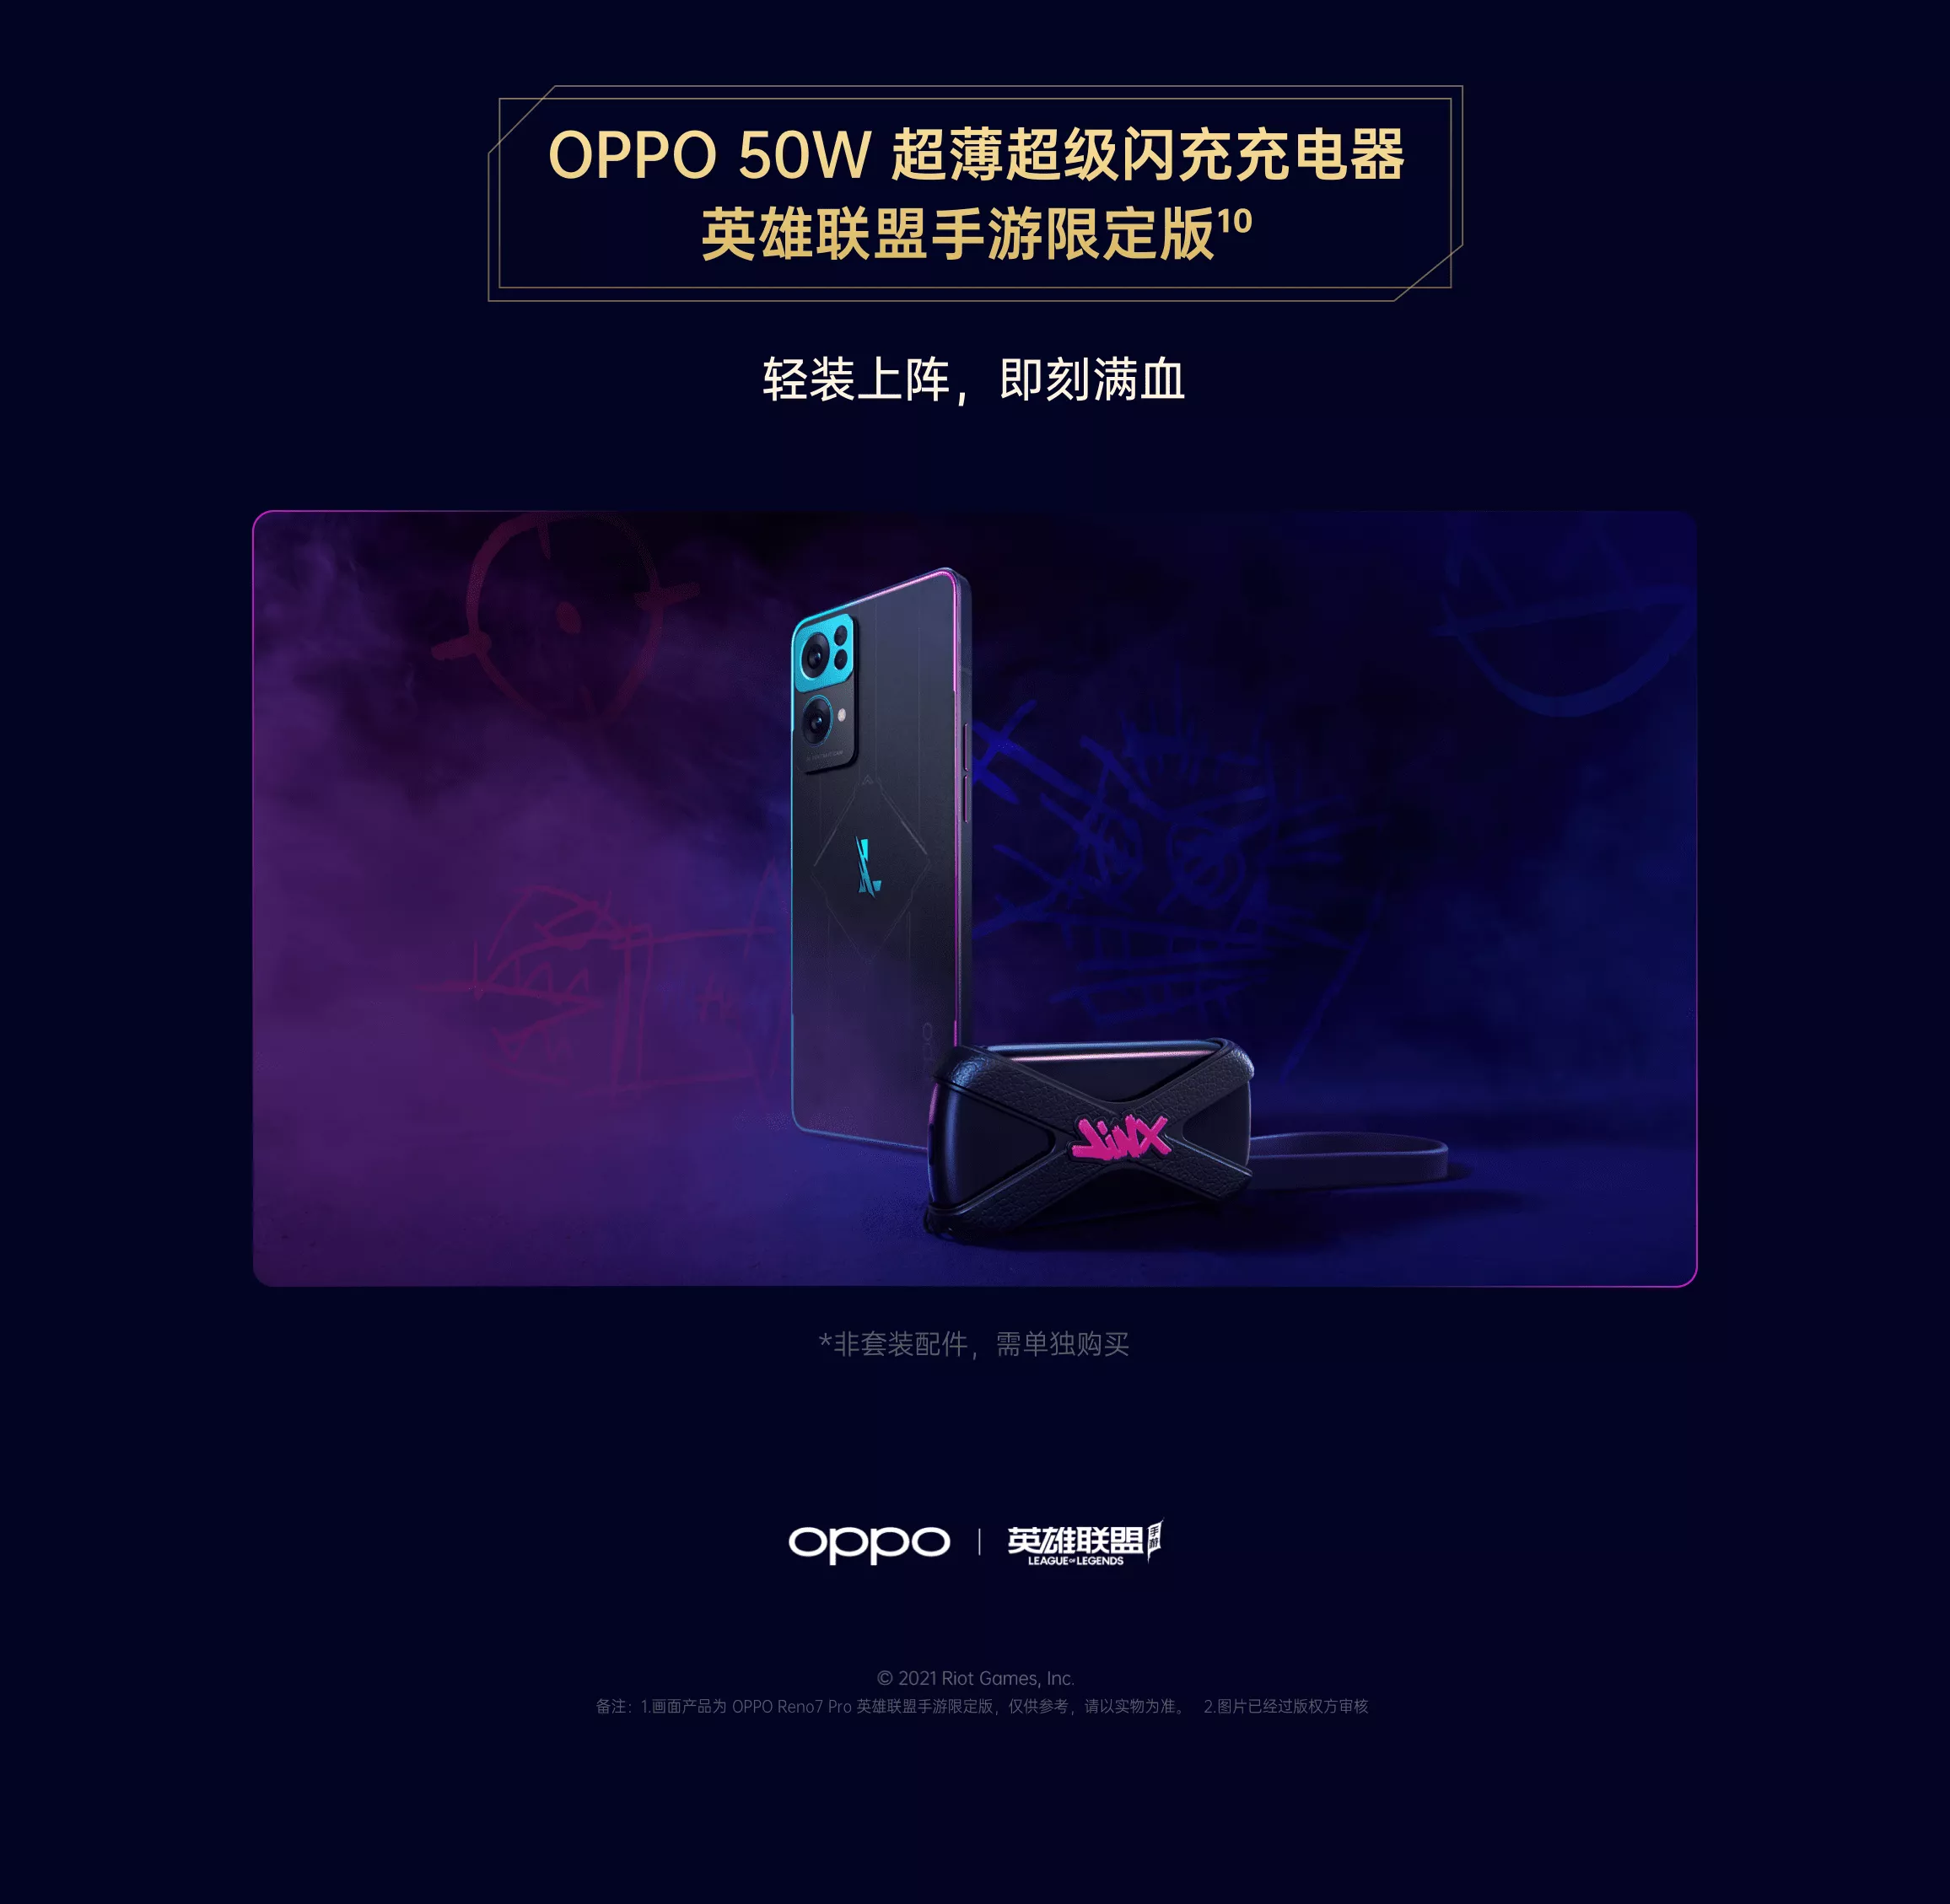 OPPO 50W 超薄超级闪充充电器
英雄联盟手游限定版¹⁰
轻装上阵，即刻满血
oppo
JiNX
*非套装配件，需单独购买
oppo | 英雄联盟手游
LEAGUE OF LEGENDS
© 2021 Riot Games, Inc.
备注：1.画面产品为 OPPO Reno7 Pro 英雄联盟手游限定版，仅供参考，请以实物为准。 2.图片已经过版权方审核